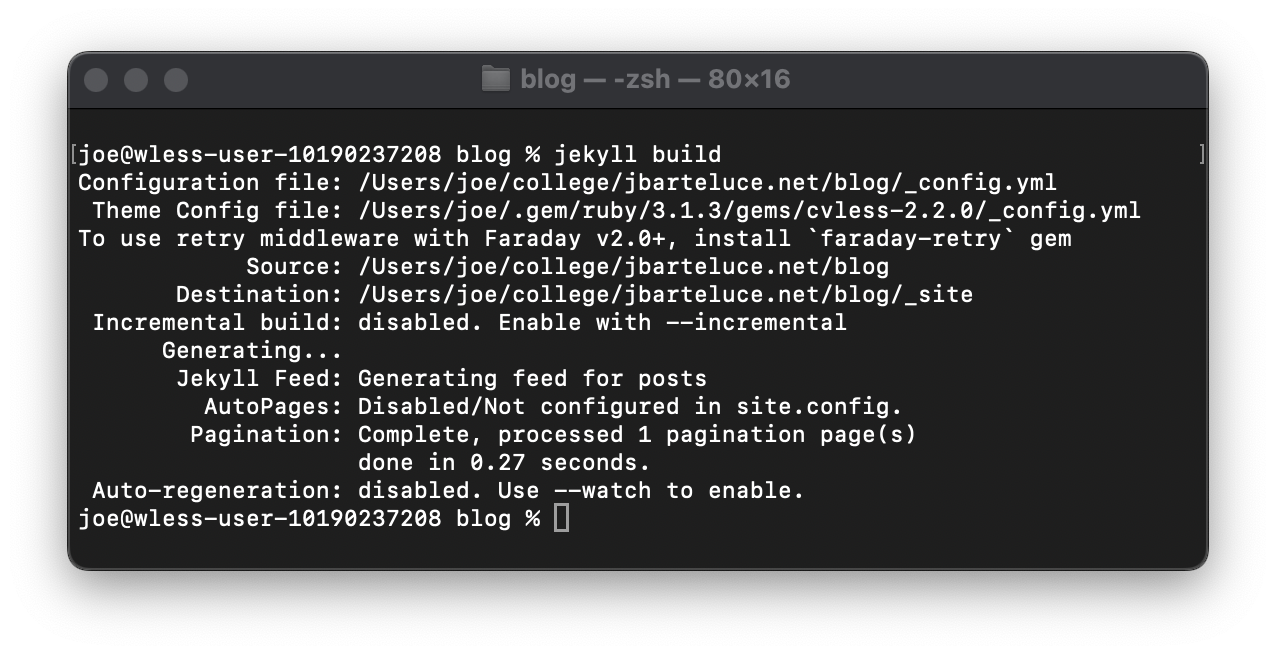 blog — -zsh — 80×16
[joe@wless-user-10190237208 blog % jekyll build ]
Configuration file: /Users/joe/college/jbarteluce.net/blog/_config.yml
 Theme Config file: /Users/joe/.gem/ruby/3.1.3/gems/cvless-2.2.0/_config.yml
To use retry middleware with Faraday v2.0+, install `faraday-retry` gem
            Source: /Users/joe/college/jbarteluce.net/blog
       Destination: /Users/joe/college/jbarteluce.net/blog/_site
 Incremental build: disabled. Enable with --incremental
      Generating...
       Jekyll Feed: Generating feed for posts
         AutoPages: Disabled/Not configured in site.config.
        Pagination: Complete, processed 1 pagination page(s)
                    done in 0.27 seconds.
 Auto-regeneration: disabled. Use --watch to enable.
joe@wless-user-10190237208 blog %